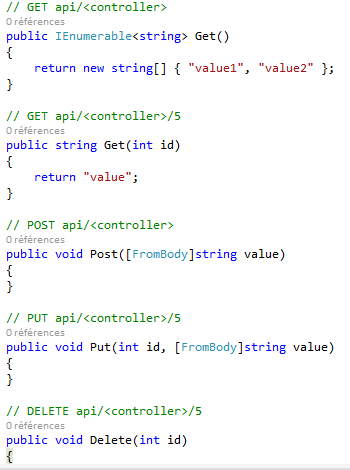 // GET api/<controller>
0 références
public IEnumerable<string> Get()
{
    return new string[] { "value1", "value2" };
}
// GET api/<controller>/5
0 références
public string Get(int id)
{
    return "value";
}
// POST api/<controller>
0 références
public void Post([FromBody]string value)
{
}
// PUT api/<controller>/5
0 références
public void Put(int id, [FromBody]string value)
{
}
// DELETE api/<controller>/5
0 références
public void Delete(int id)
{